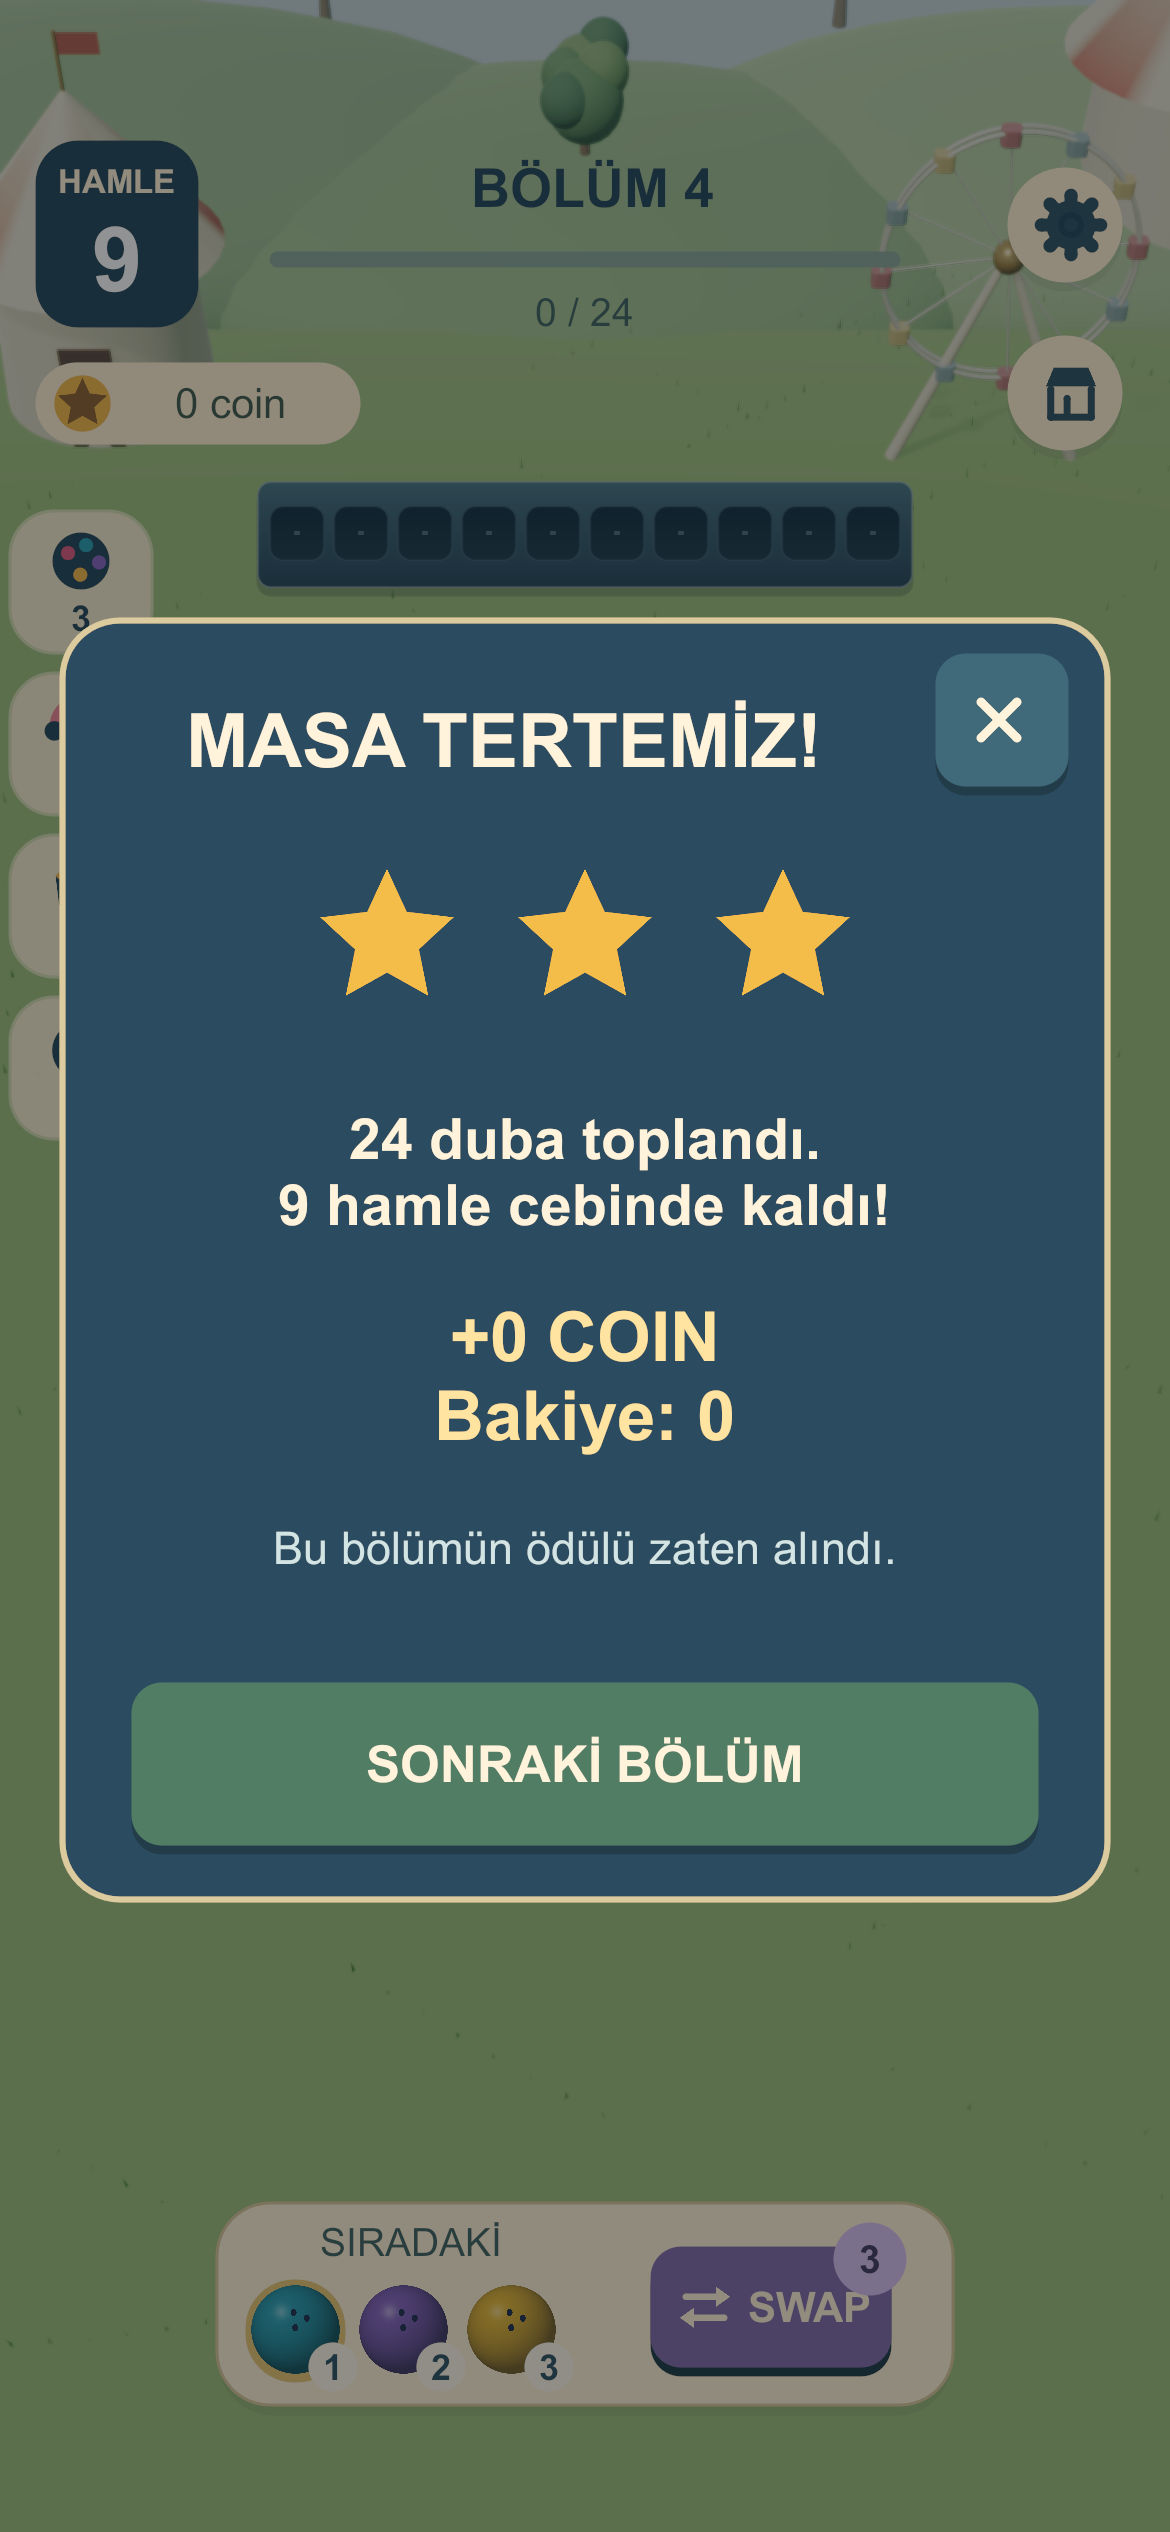 HAMLE
9
BÖLÜM 4
0 / 24
0 coin
- - - - - - - - - -
3
MASA TERTEMİZ!
24 duba toplandı.
9 hamle cebinde kaldı!
+0 COIN
Bakiye: 0
Bu bölümün ödülü zaten alındı.
SONRAKİ BÖLÜM
SIRADAKİ
1 2 3
3
SWAP